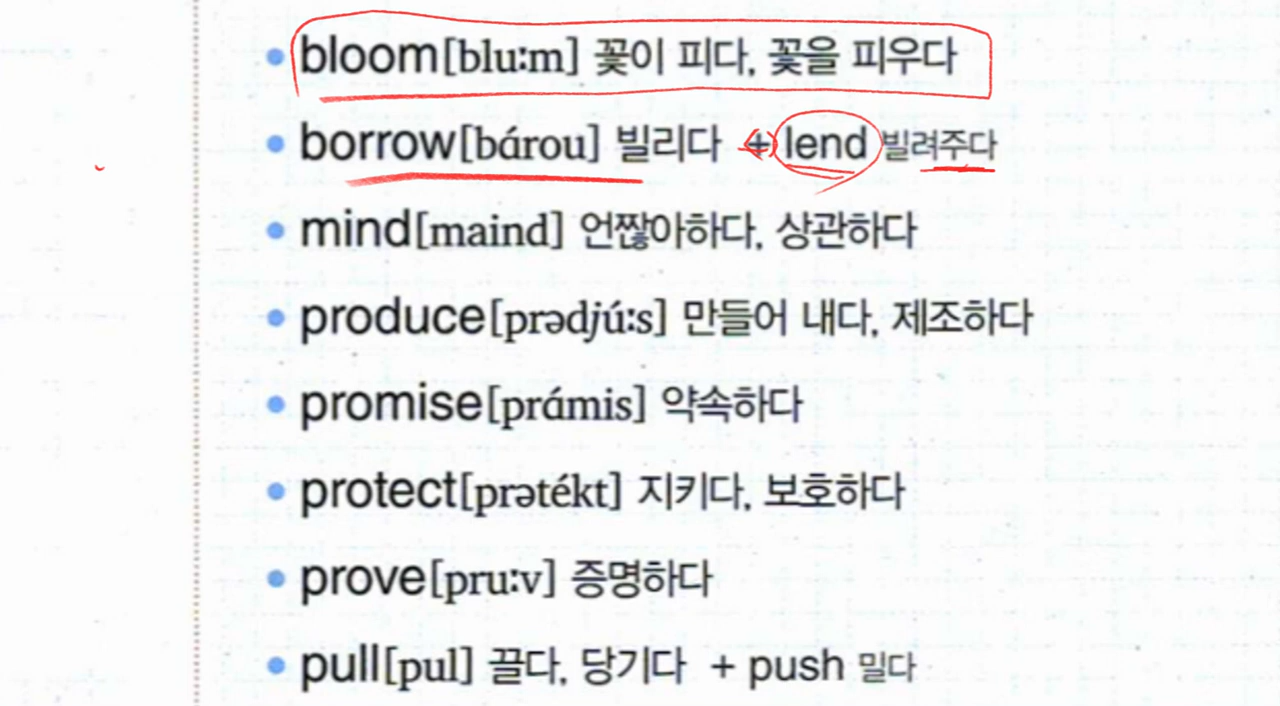 bloom[blu:m] 꽃이 피다, 꽃을 피우다
borrow[bárou] 빌리다 + lend 빌려주다
mind[maind] 언짢아하다, 상관하다
produce[prədjú:s] 만들어 내다, 제조하다
promise[prámis] 약속하다
protect[prətékt] 지키다, 보호하다
prove[pru:v] 증명하다
pull[pul] 끌다, 당기다 + push 밀다